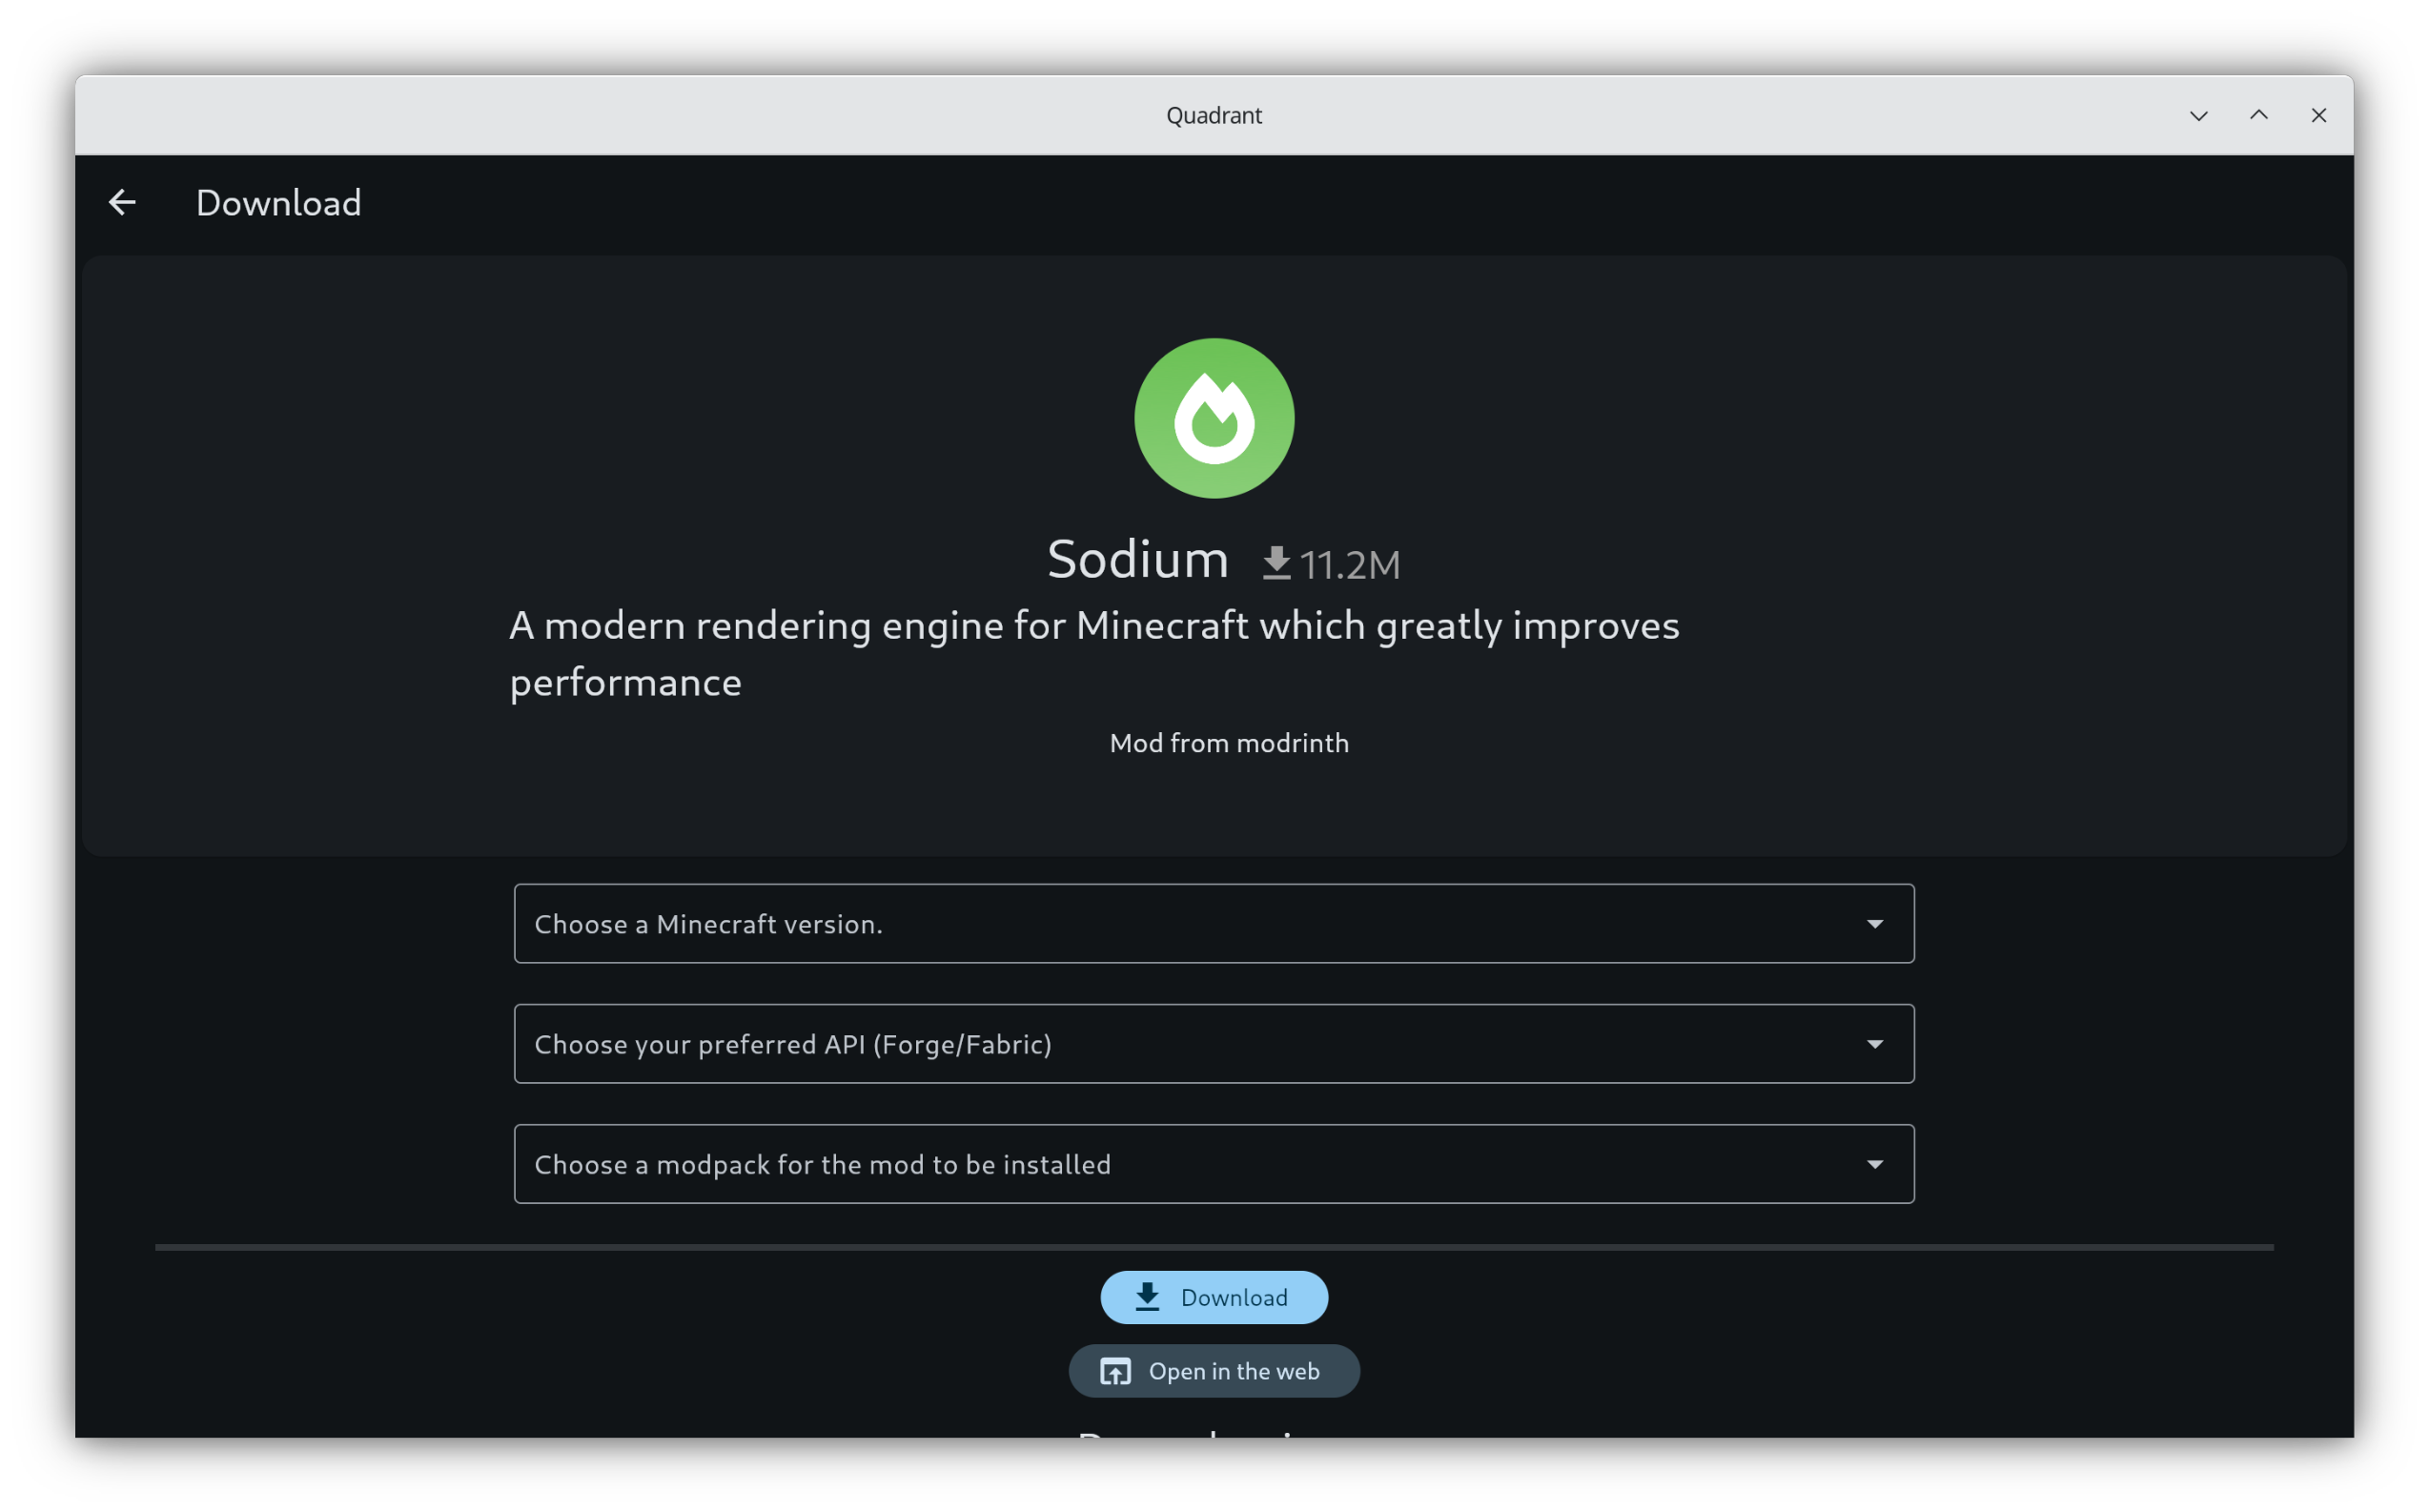 Quadrant
Download
Sodium 11.2M
A modern rendering engine for Minecraft which greatly improves
performance
Mod from modrinth
Choose a Minecraft version.
Choose your preferred API (Forge/Fabric)
Choose a modpack for the mod to be installed
Download
Open in the web